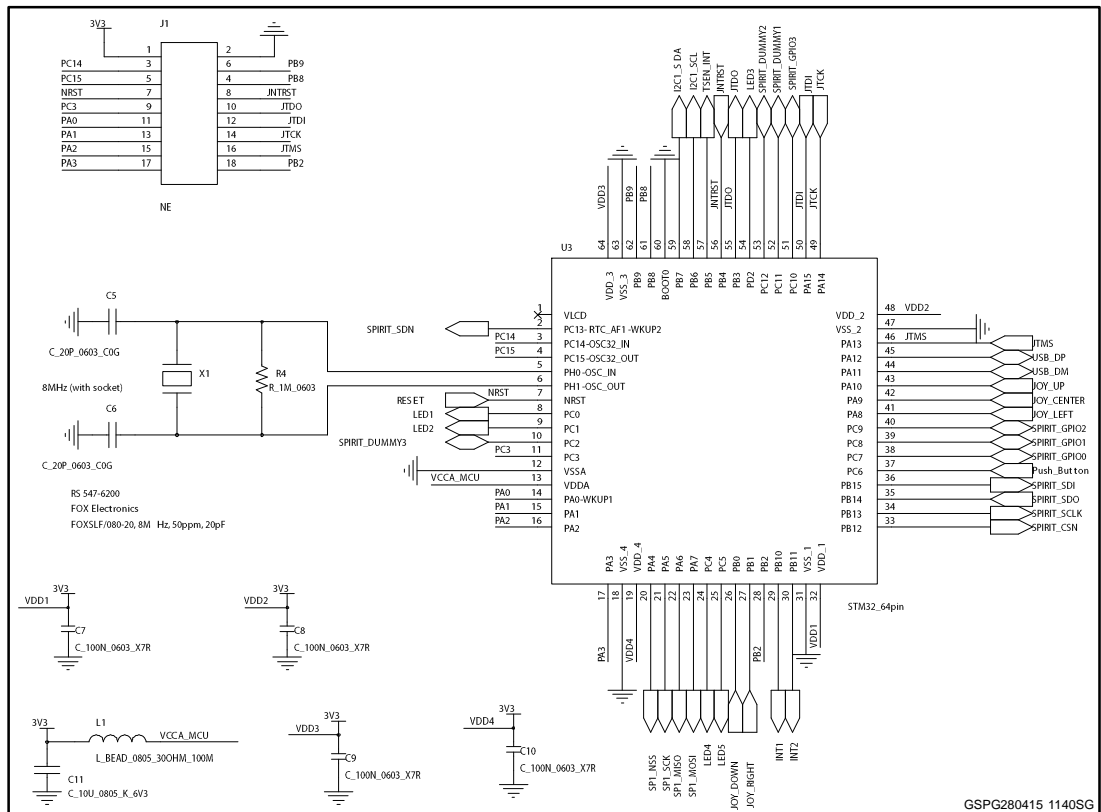 J1
3V3
1 2
PC14 3 6 PB9
PC15 5 4 PB8
NRST 7 8 JNTRST
PC3 9 10 JTDO
PA0 11 12 JTDI
PA1 13 14 JTCK
PA2 15 16 JTMS
PA3 17 18 PB2
NE
I2C1_S DA
I2C1_SCL
TSEN_INT
JNTRST
JTDO
LED3
SPIRIT_DUMMY2
SPIRIT_DUMMY1
SPIRIT_GPIO3
JTDI
JTCK
VDD3
PB9
PB8
JNTRST
JTDO
JTDI
JTCK
U3
64 63 62 61 60 59 58 57 56 55 54 53 52 51 50 49
VDD_3
VSS_3
PB9
PB8
BOOT0
PB7
PB6
PB5
PB4
PB3
PD2
PC12
PC11
PC10
PA15
PA14
1 VLCD
SPIRIT_SDN 2 PC13- RTC_AF1 -WKUP2
PC14 3 PC14-OSC32_IN
PC15 4 PC15-OSC32_OUT
5 PH0-OSC_IN
6 PH1-OSC_OUT
RESET NRST 7 NRST
LED1 8 PC0
LED2 9 PC1
SPIRIT_DUMMY3 10 PC2
PC3 11 PC3
12 VSSA
VCCA_MCU 13 VDDA
PA0 14 PA0-WKUP1
PA1 15 PA1
PA2 16 PA2
VDD_2 48 VDD2
VSS_2 47
PA13 46 JTMS JTMS
PA12 45 USB_DP
PA11 44 USB_DM
PA10 43 JOY_UP
PA9 42 JOY_CENTER
PA8 41 JOY_LEFT
PC9 40 SPIRIT_GPIO2
PC8 39 SPIRIT_GPIO1
PC7 38 SPIRIT_GPIO0
PC6 37 Push_Button
PB15 36 SPIRIT_SDI
PB14 35 SPIRIT_SDO
PB13 34 SPIRIT_SCLK
PB12 33 SPIRIT_CSN
PA3
VSS_4
VDD_4
PA4
PA5
PA6
PA7
PC4
PC5
PB0
PB1
PB2
PB10
PB11
VSS_1
VDD_1
17 18 19 20 21 22 23 24 25 26 27 28 29 30 31 32
STM32_64pin
PA3
VDD4
PB2
VDD1
SP1_NSS
SP1_SCK
SP1_MISO
SP1_MOSI
LED4
LED5
JOY_DOWN
JOY_RIGHT
INT1
INT2
C5
C_20P_0603_C0G
8MHz (with socket)
X1
R4
R_1M_0603
C6
C_20P_0603_C0G
RS 547-6200
FOX Electronics
FOXSLF/080-20, 8M Hz, 50ppm, 20pF
3V3
VDD1
C7
C_100N_0603_X7R
3V3
VDD2
C8
C_100N_0603_X7R
3V3
L1
VCCA_MCU
L_BEAD_0805_30OHM_100M
C11
C_10U_0805_K_6V3
3V3
VDD3
C9
C_100N_0603_X7R
3V3
VDD4
C10
C_100N_0603_X7R
GSPG280415 1140SG